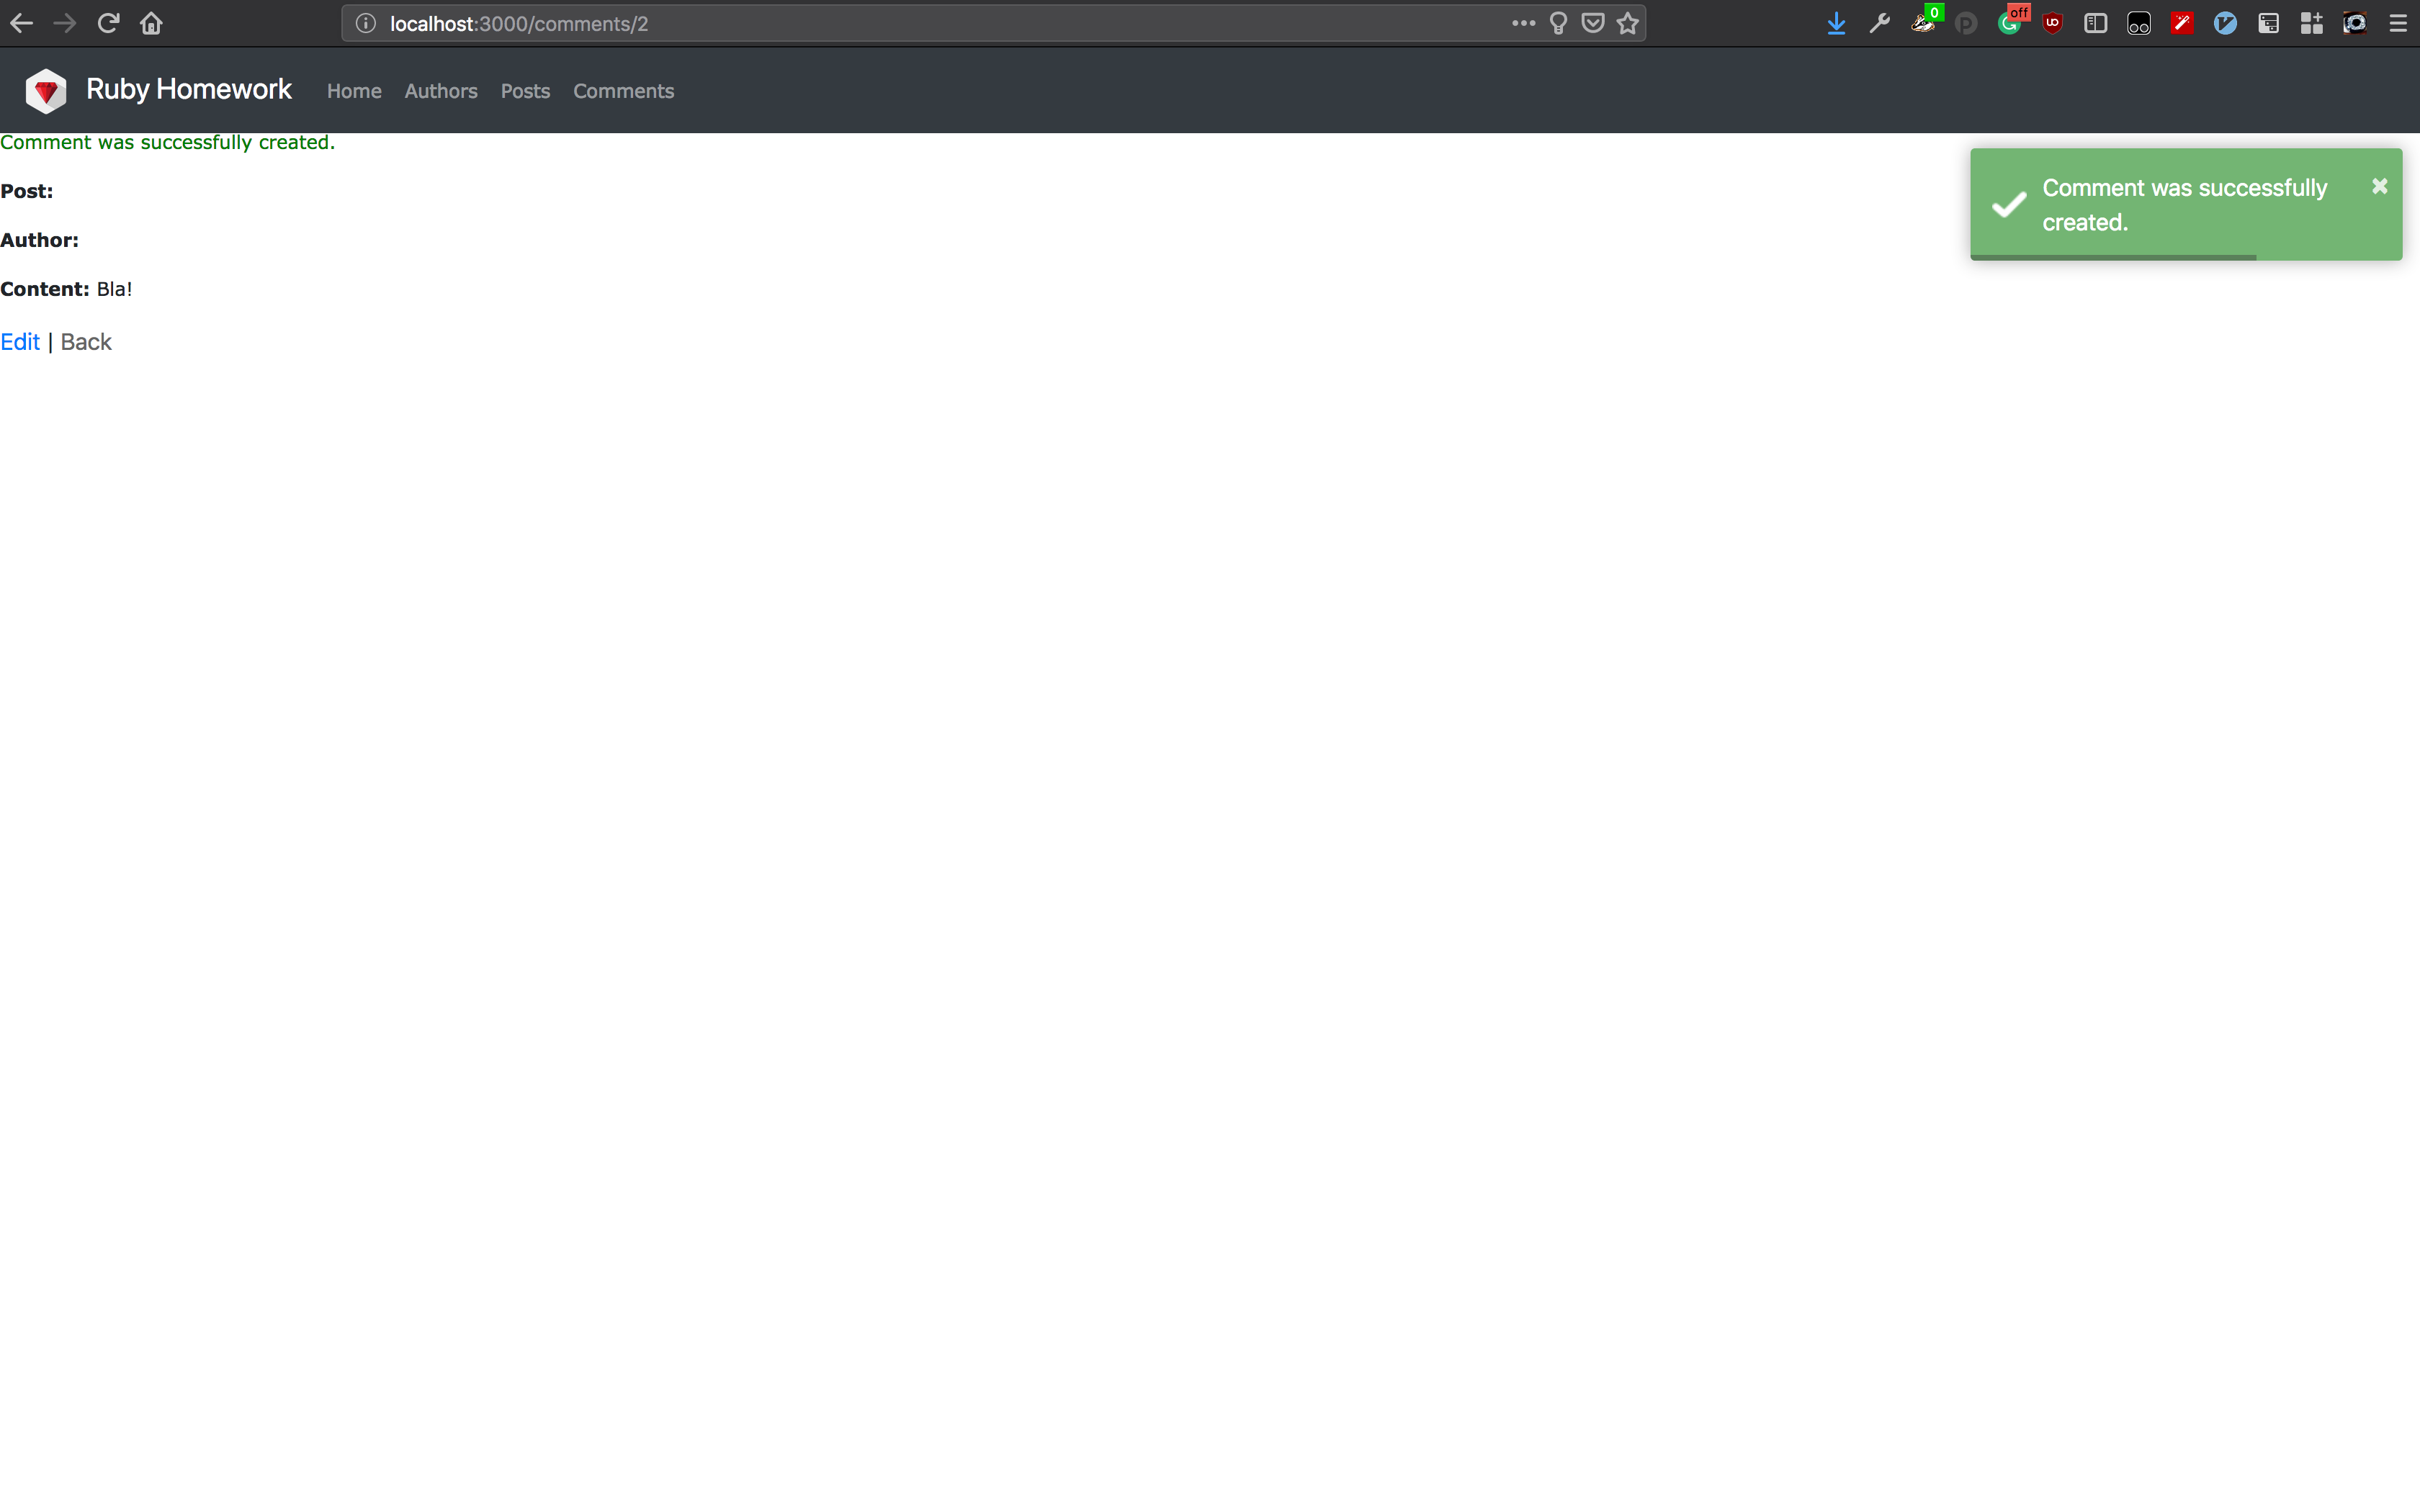 localhost:3000/comments/2
0
off
Ruby Homework
Home Authors Posts Comments
Comment was successfully created.
Comment was successfully
created.
Post:
Author:
Content: Bla!
Edit | Back